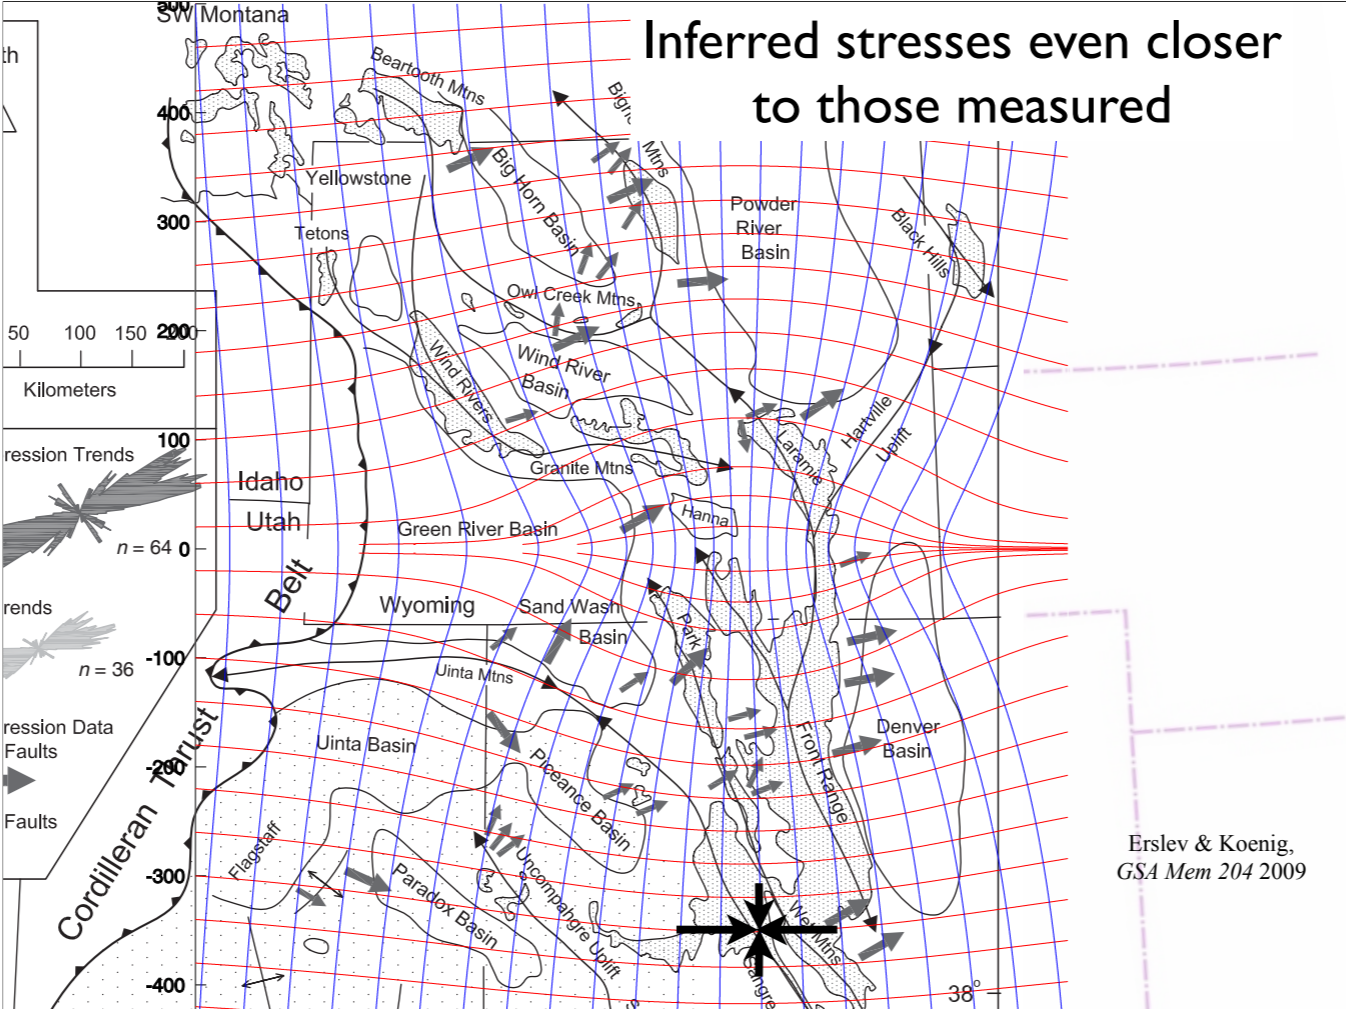 Inferred stresses even closer
to those measured
500
SW Montana
th
Beartooth Mtns
400
Mtns
Yellowstone
Big Horn Basin
300
Powder
River
Basin
Black Hills
Tetons
Owl Creek Mtns
50 100 150 200
200
Kilometers
Wind Rivers
Wind River
Basin
100
ression Trends
Laramie
Hartville
Uplift
Granite Mtns
Idaho
Utah
Green River Basin
Hanna
n = 64
0
Belt
rends
Wyoming
Sand Wash
Basin
Park
n = 36
-100
Uinta Mtns
ression Data
Faults
Cordilleran Thrust
Uinta Basin
Front Range
Denver
Basin
-200
Piceance Basin
Faults
Flagstaff
-300
Paradox Basin
Uncompahgre Uplift
Wet Mtns
Erslev & Koenig,
GSA Mem 204 2009
-400
38°